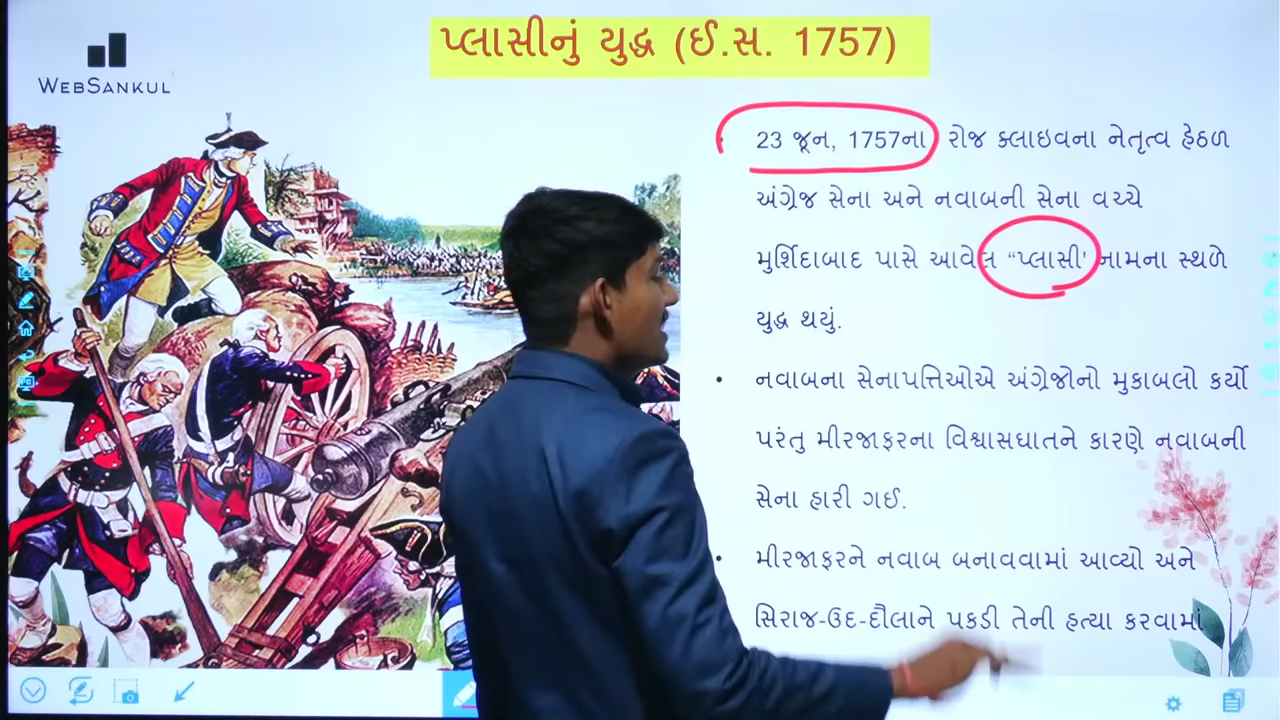 પ્લાસીનું યુદ્ધ (ઈ.સ. 1757)
WEBSANKUL
23 જૂન, 1757ના રોજ ક્લાઇવના નેતૃત્વ હેઠળ
અંગ્રેજ સેના અને નવાબની સેના વચ્ચે
મુર્શિદાબાદ પાસે આવેલ “પ્લાસી' નામના સ્થળે
યુદ્ધ થયું.
• નવાબના સેનાપત્તિઓએ અંગ્રેજોનો મુકાબલો કર્યો
પરંતુ મીરજાફરના વિશ્વાસઘાતને કારણે નવાબની
સેના હારી ગઈ.
• મીરજાફરને નવાબ બનાવવામાં આવ્યો અને
સિરાજ-ઉદ-દૌલાને પકડી તેની હત્યા કરવામાં